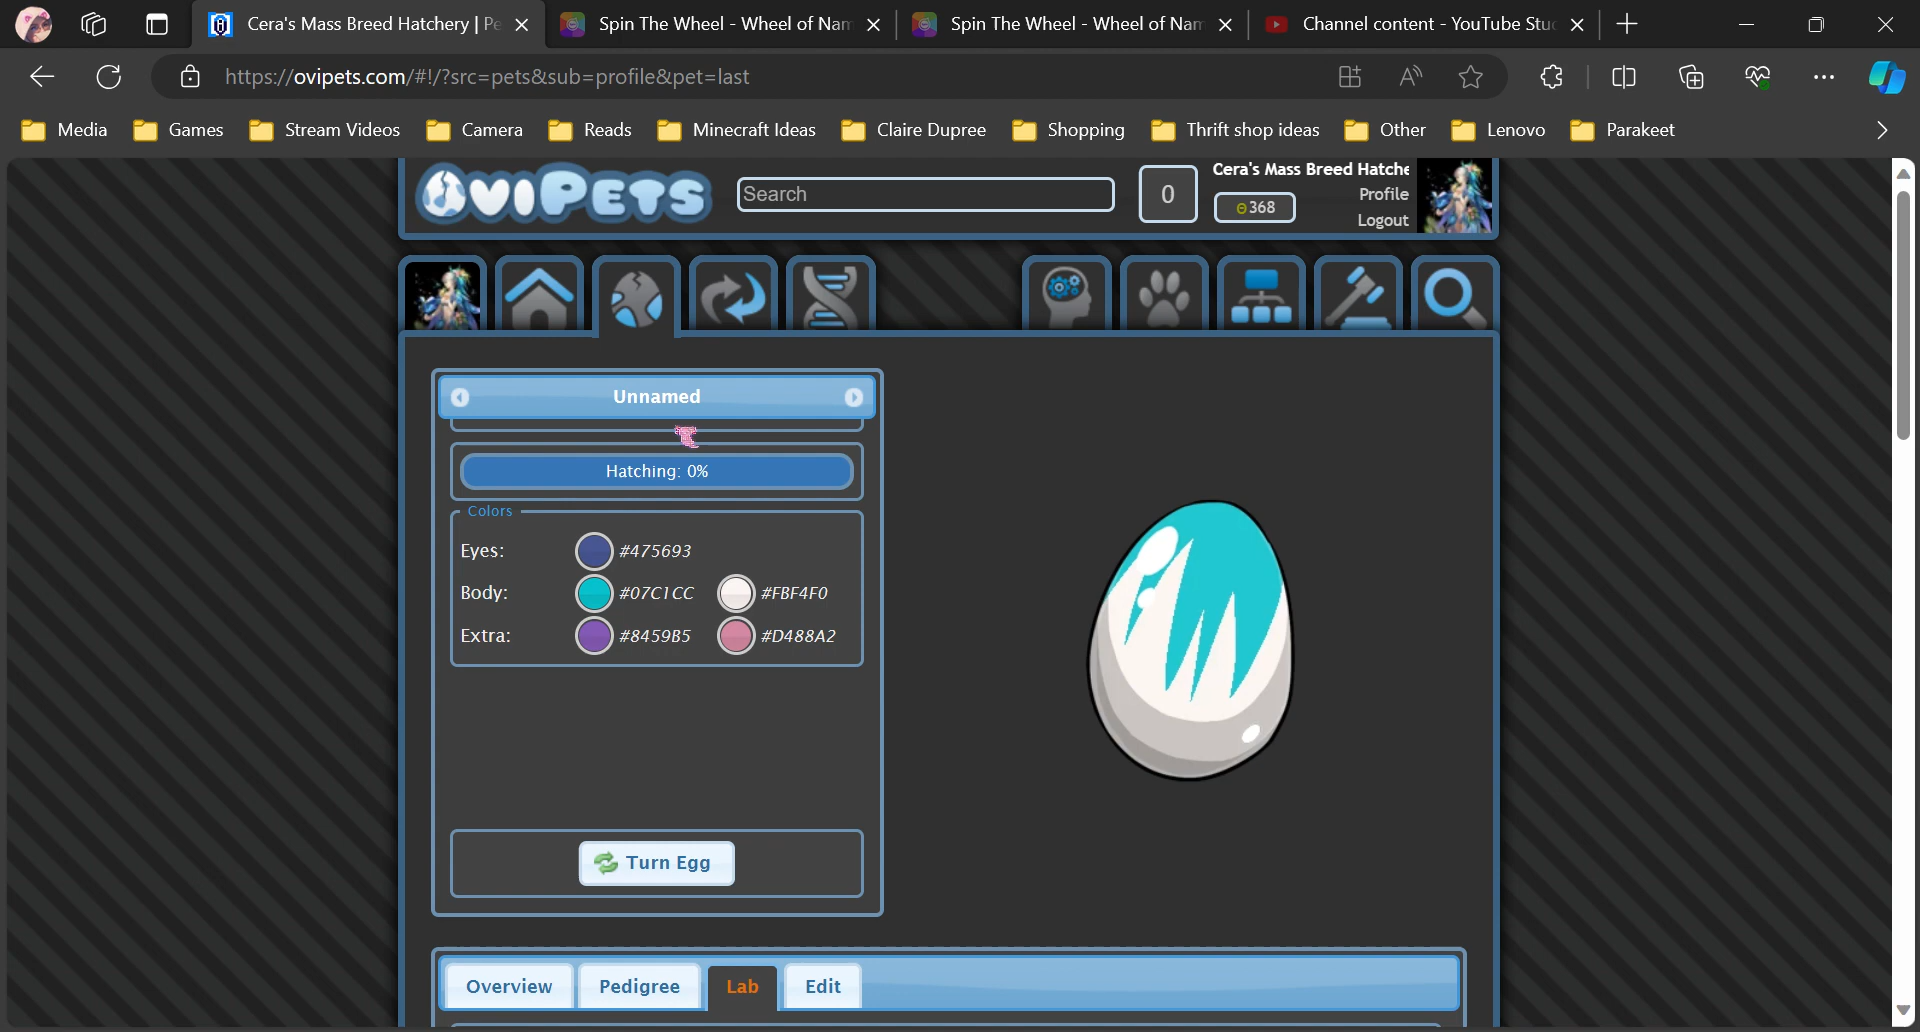 Cera's Mass Breed Hatchery | Pe
Spin The Wheel - Wheel of Nam
Spin The Wheel - Wheel of Nam
Channel content - YouTube Stu
https://ovipets.com/#!/?src=pets&sub=profile&pet=last
Media
Games
Stream Videos
Camera
Reads
Minecraft Ideas
Claire Dupree
Shopping
Thrift shop ideas
Other
Lenovo
Parakeet
OviPets
Search
0
Cera's Mass Breed Hatche
368
Profile
Logout
Unnamed
Hatching: 0%
Colors
Eyes: #475693
Body: #07C1CC #FBF4F0
Extra: #8459B5 #D488A2
Turn Egg
Overview Pedigree Lab Edit